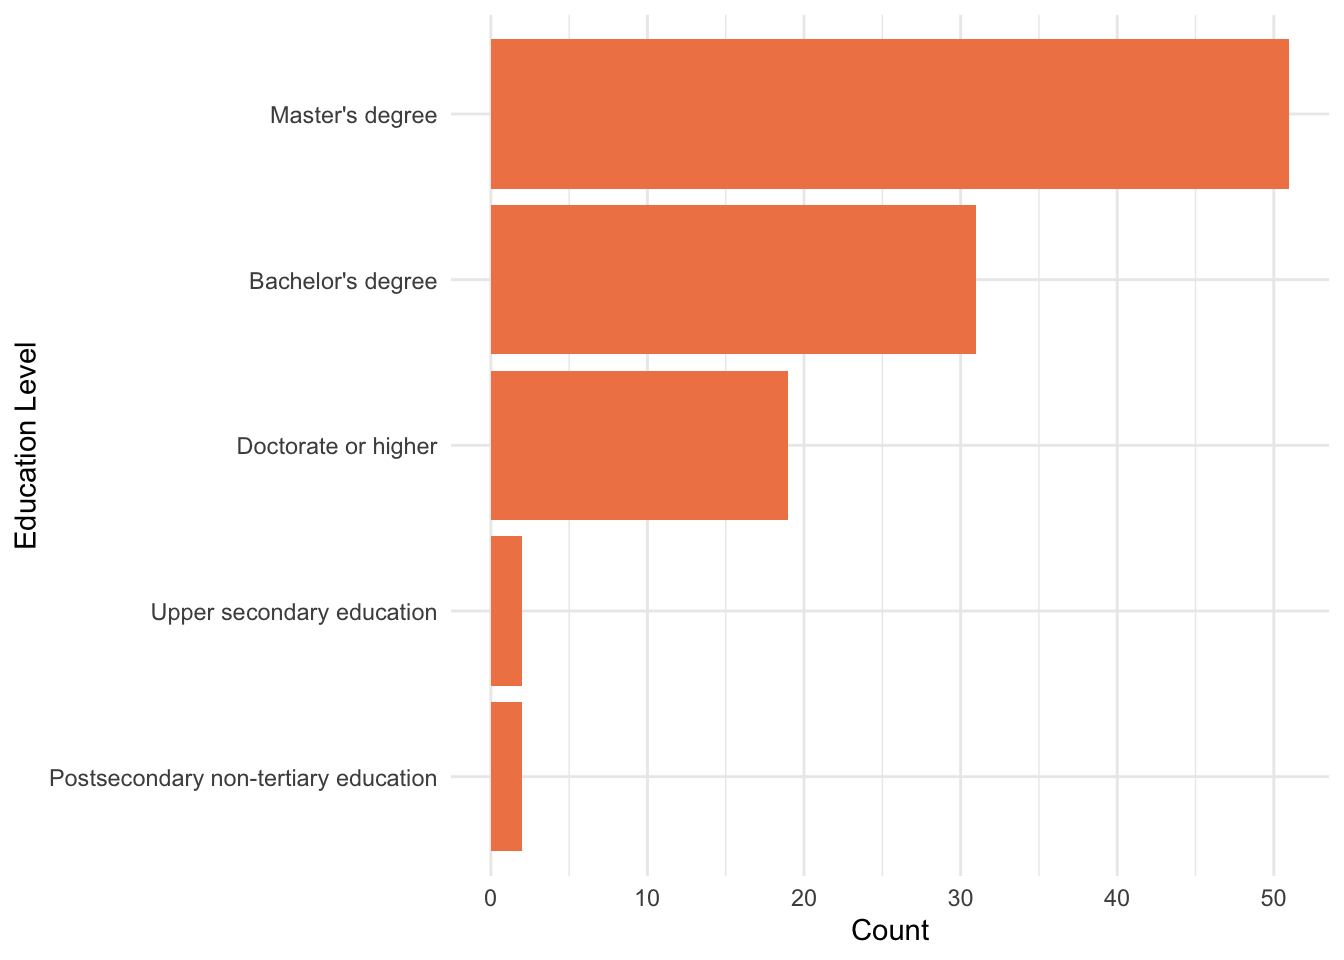 Education Level
Master's degree
Bachelor's degree
Doctorate or higher
Upper secondary education
Postsecondary non-tertiary education
0 10 20 30 40 50
Count